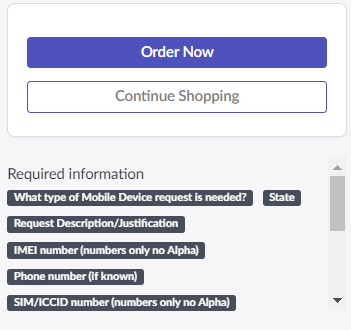 Order Now
Continue Shopping
Required information
What type of Mobile Device request is needed? State
Request Description/Justification
IMEI number (numbers only no Alpha)
Phone number (if known)
SIM/ICCID number (numbers only no Alpha)